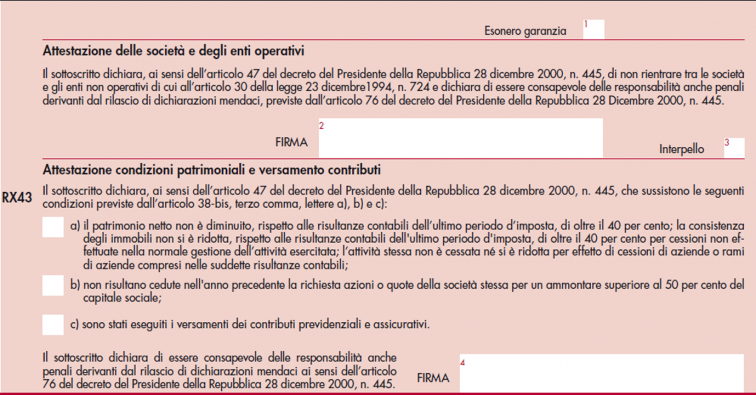 Esonero garanzia 1
Attestazione delle società e degli enti operativi
Il sottoscritto dichiara, ai sensi dell'articolo 47 del decreto del Presidente della Repubblica 28 dicembre 2000, n. 445, di non rientrare tra le società
e gli enti non operativi di cui all'articolo 30 della legge 23 dicembre1994, n. 724 e dichiara di essere consapevole delle responsabilità anche penali
derivanti dal rilascio di dichiarazioni mendaci, previste dall'articolo 76 del decreto del Presidente della Repubblica 28 Dicembre 2000, n. 445.
FIRMA 2
Interpello 3
Attestazione condizioni patrimoniali e versamento contributi
RX43
Il sottoscritto dichiara, ai sensi dell'articolo 47 del decreto del Presidente della Repubblica 28 dicembre 2000, n. 445, che sussistono le seguenti
condizioni previste dall'articolo 38-bis, terzo comma, lettere a), b) e c):
a) il patrimonio netto non è diminuito, rispetto alle risultanze contabili dell'ultimo periodo d'imposta, di oltre il 40 per cento; la consistenza
degli immobili non si è ridotta, rispetto alle risultanze contabili dell'ultimo periodo d'imposta, di oltre il 40 per cento per cessioni non ef-
fettuate nella normale gestione dell'attività esercitata; l'attività stessa non è cessata né si è ridotta per effetto di cessioni di aziende o rami
di aziende compresi nelle suddette risultanze contabili;
b) non risultano cedute nell'anno precedente la richiesta azioni o quote della società stessa per un ammontare superiore al 50 per cento del
capitale sociale;
c) sono stati eseguiti i versamenti dei contributi previdenziali e assicurativi.
Il sottoscritto dichiara di essere consapevole delle responsabilità anche
penali derivanti dal rilascio di dichiarazioni mendaci ai sensi dell'articolo
76 del decreto del Presidente della Repubblica 28 dicembre 2000, n. 445.
FIRMA 4